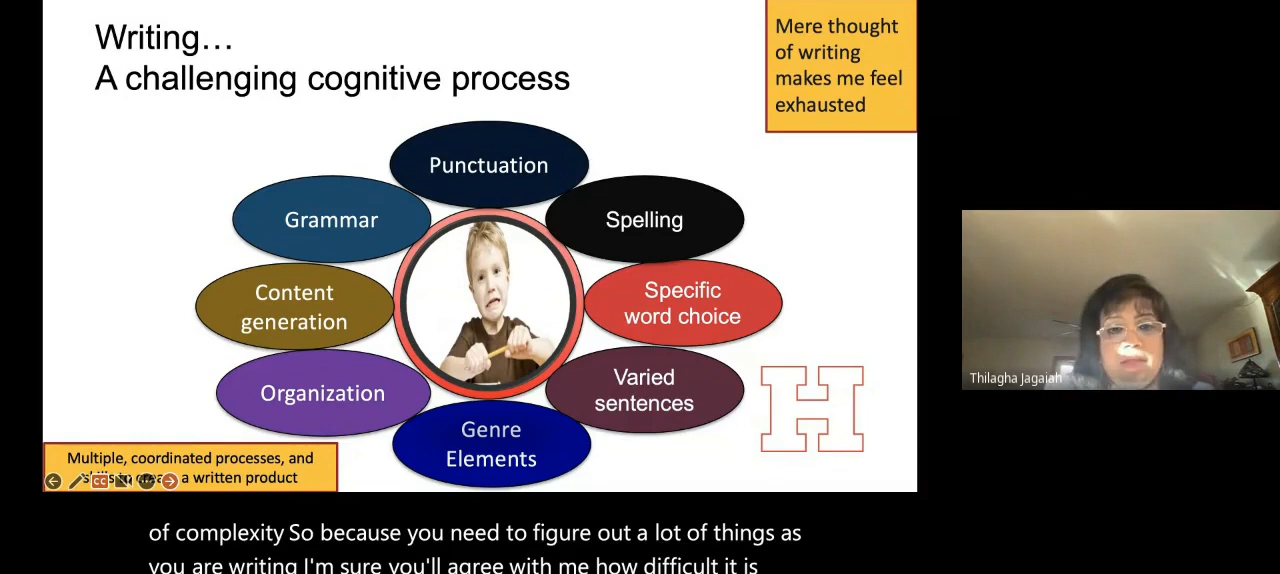 Writing…
A challenging cognitive process
Mere thought
of writing
makes me feel
exhausted
Punctuation
Grammar
Spelling
Content
generation
Specific
word choice
Organization
Varied
sentences
Genre
Elements
H
Multiple, coordinated processes, and
a written product
CC
Thilagha Jagaiah
of complexity So because you need to figure out a lot of things as
you are writing I'm sure you'll agree with me how difficult it is